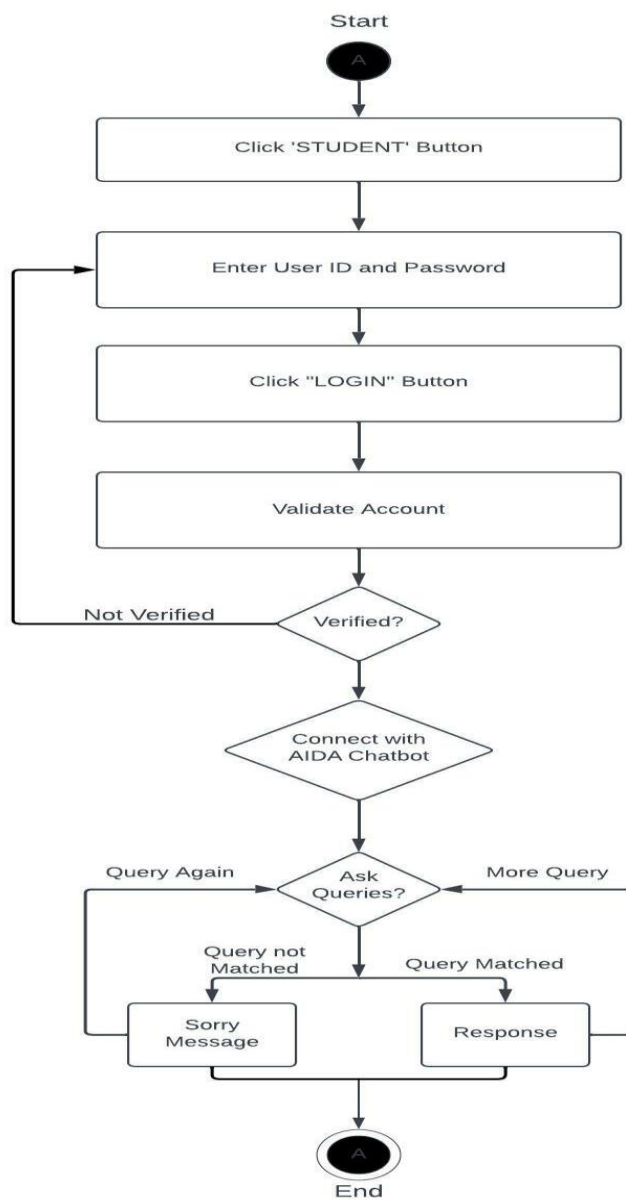 Start
A
Click 'STUDENT' Button
Enter User ID and Password
Click "LOGIN" Button
Validate Account
Not Verified
Verified?
Connect with
AIDA Chatbot
Query Again
Ask
Queries?
More Query
Query not
Matched
Query Matched
Sorry
Message
Response
A
End